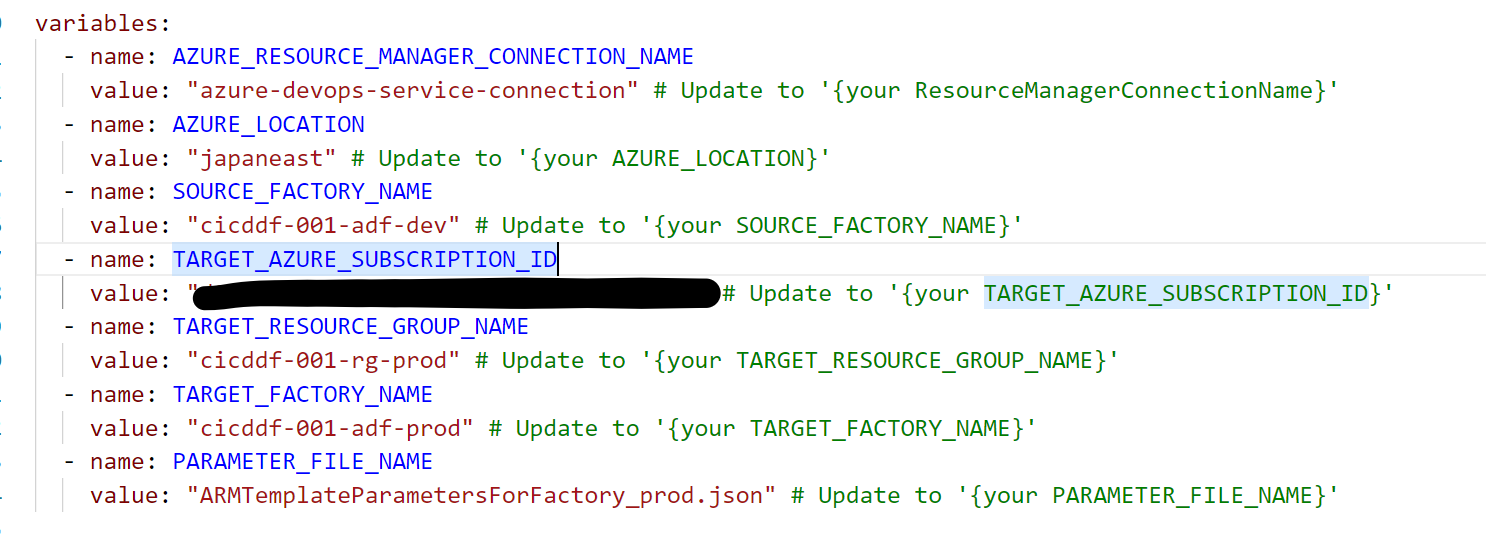 variables:
- name: AZURE_RESOURCE_MANAGER_CONNECTION_NAME
value: "azure-devops-service-connection" # Update to '{your ResourceManagerConnectionName}'
- name: AZURE_LOCATION
value: "japaneast" # Update to '{your AZURE_LOCATION}'
- name: SOURCE_FACTORY_NAME
value: "cicddf-001-adf-dev" # Update to '{your SOURCE_FACTORY_NAME}'
- name: TARGET_AZURE_SUBSCRIPTION_ID
value: " # Update to '{your TARGET_AZURE_SUBSCRIPTION_ID}'
- name: TARGET_RESOURCE_GROUP_NAME
value: "cicddf-001-rg-prod" # Update to '{your TARGET_RESOURCE_GROUP_NAME}'
- name: TARGET_FACTORY_NAME
value: "cicddf-001-adf-prod" # Update to '{your TARGET_FACTORY_NAME}'
- name: PARAMETER_FILE_NAME
value: "ARMTemplateParametersForFactory_prod.json" # Update to '{your PARAMETER_FILE_NAME}'